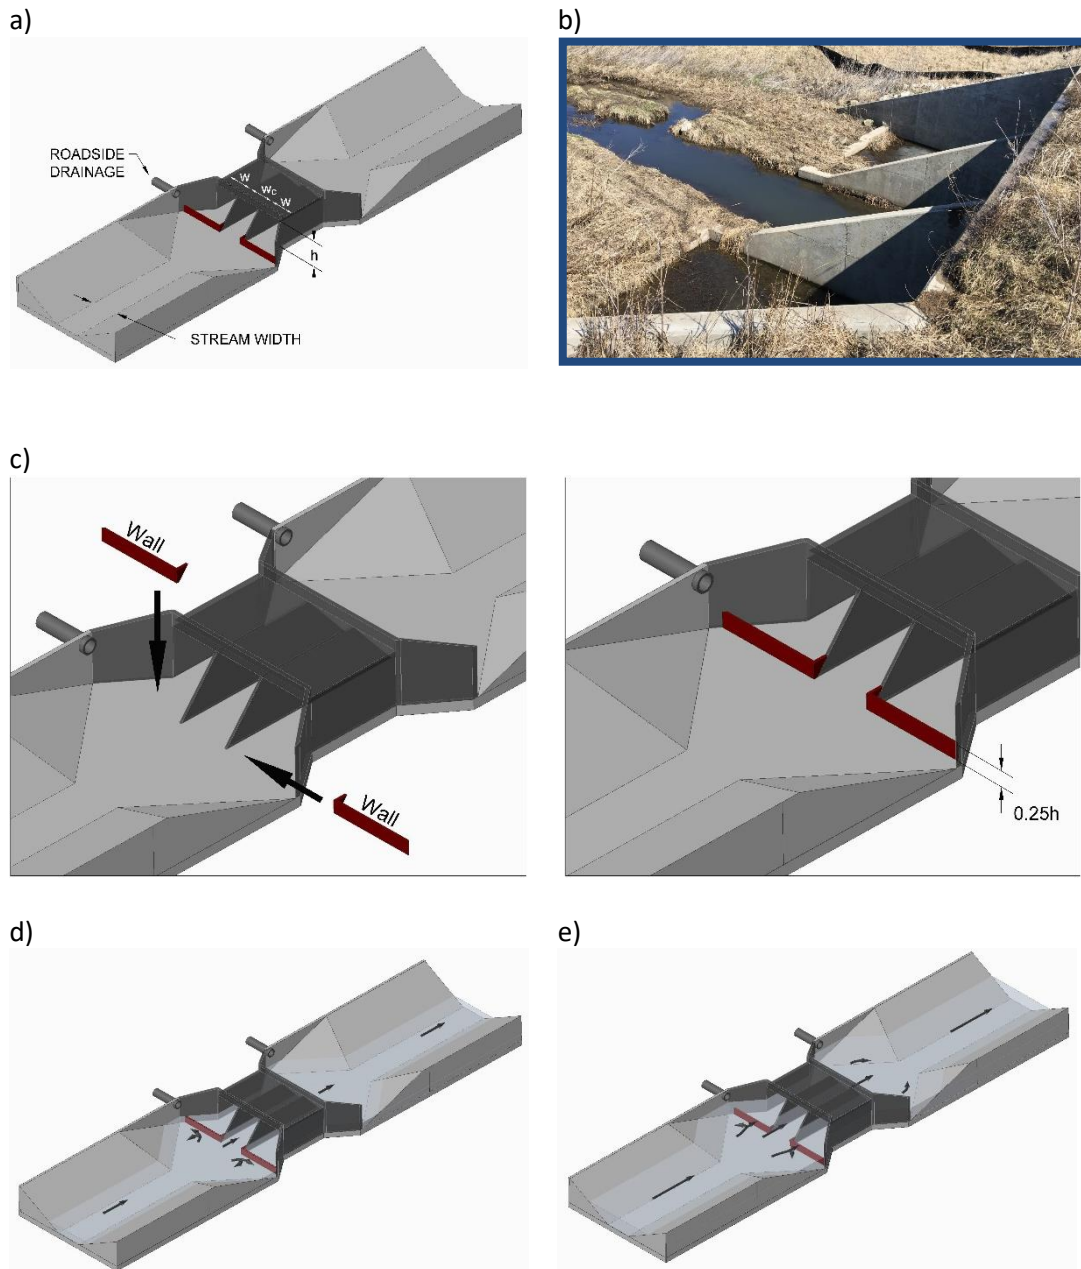 a)
b)
ROADSIDE
DRAINAGE
w
wc
w
h
STREAM WIDTH
c)
Wall
Wall
0.25h
d)
e)